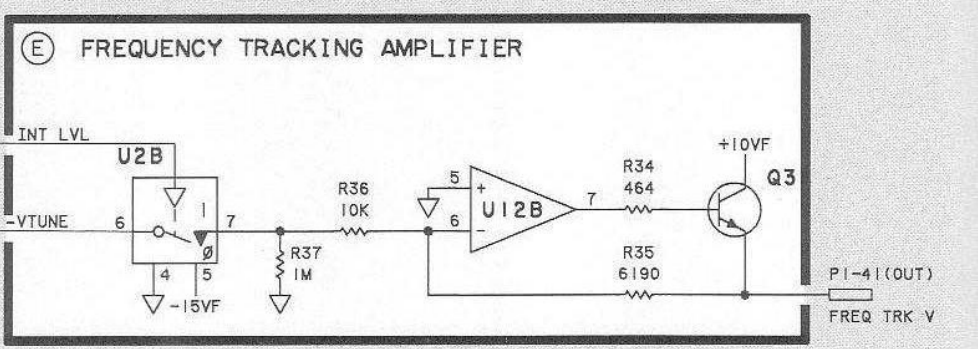 E FREQUENCY TRACKING AMPLIFIER
INT LVL
U2B
-VTUNE
6
1
7
Ø
4
5
-15VF
R37
1M
R36
10K
5
+
6
-
U12B
7
R34
464
+10VF
Q3
R35
6190
P1-41(OUT)
FREQ TRK V